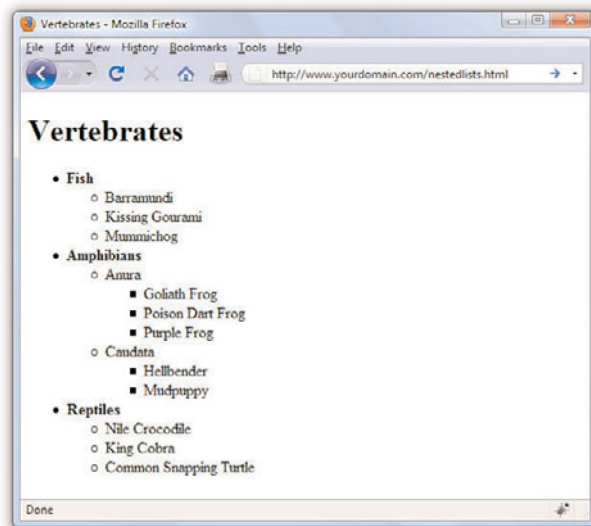 Vertebrates - Mozilla Firefox
File Edit View History Bookmarks Tools Help
http://www.yourdomain.com/nestedlists.html
Vertebrates
Fish
Barramundi
Kissing Gourami
Mummichog
Amphibians
Anura
Goliath Frog
Poison Dart Frog
Purple Frog
Caudata
Hellbender
Mudpuppy
Reptiles
Nile Crocodile
King Cobra
Common Snapping Turtle
Done